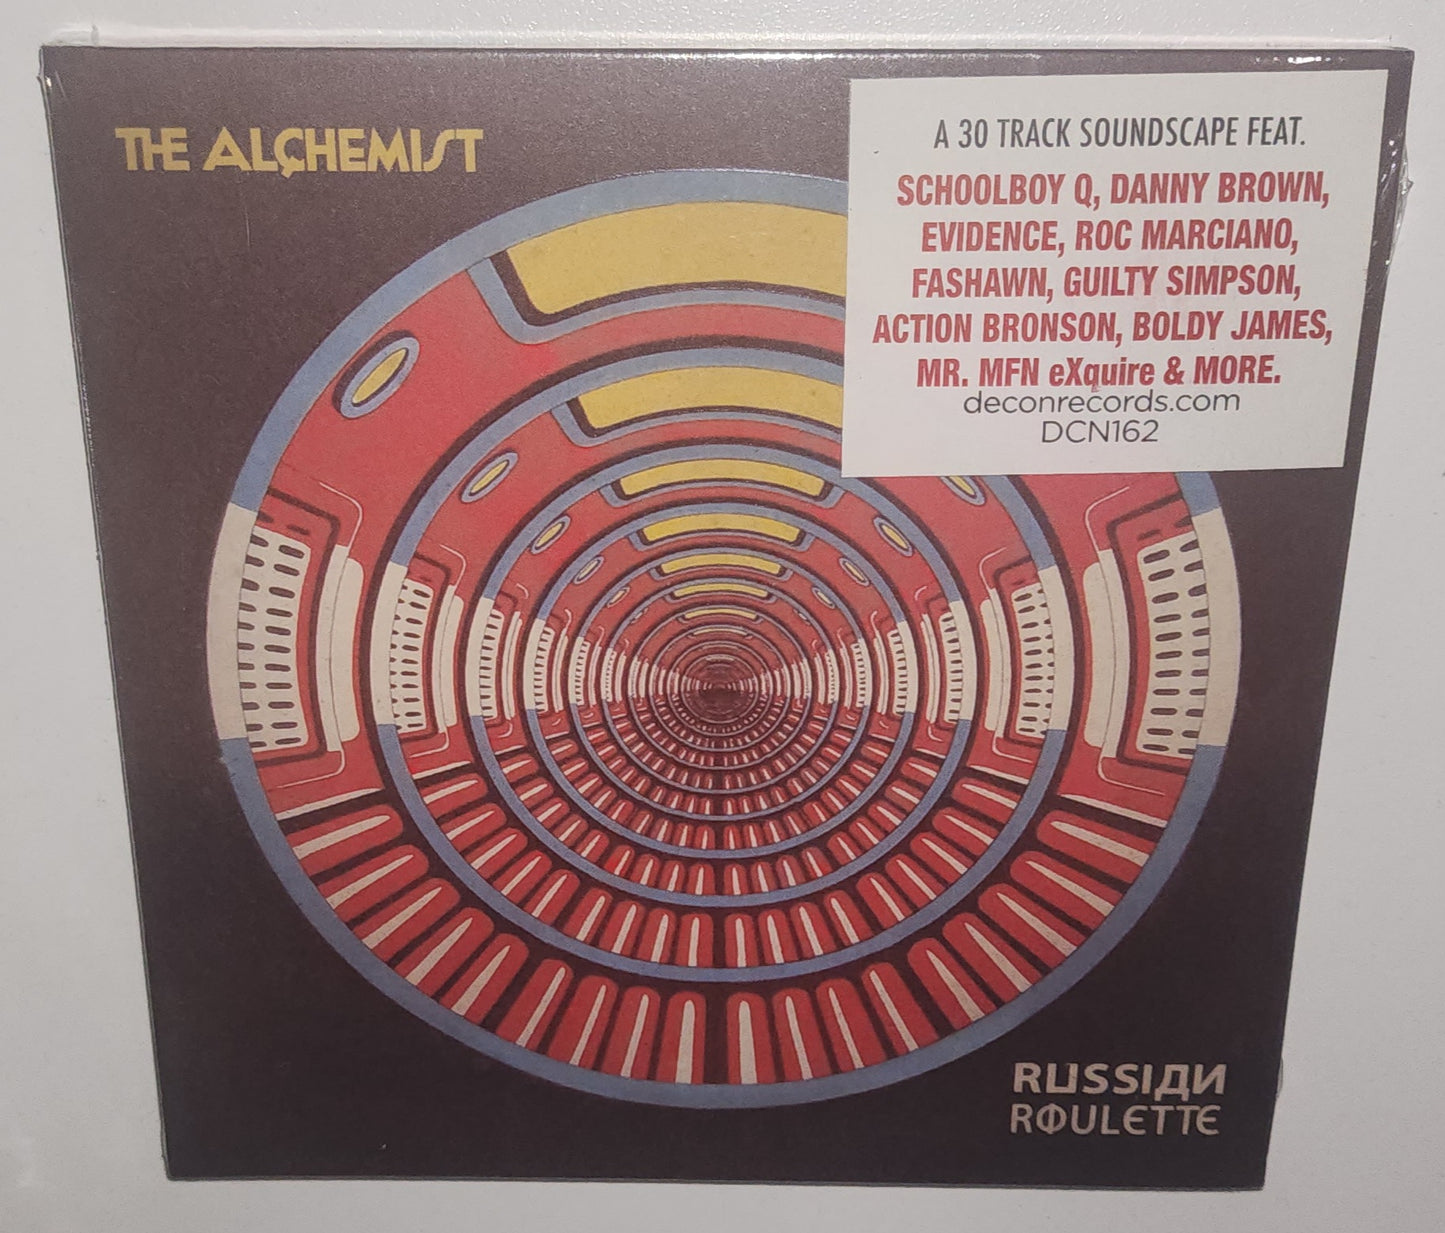 THE ALCHEMIST
A 30 TRACK SOUNDSCAPE FEAT.
SCHOOLBOY Q, DANNY BROWN,
EVIDENCE, ROC MARCIANO,
FASHAWN, GUILTY SIMPSON,
ACTION BRONSON, BOLDY JAMES,
MR. MFN eXquire & MORE.
deconrecords.com
DCN162
RUSSIAN
ROULETTE